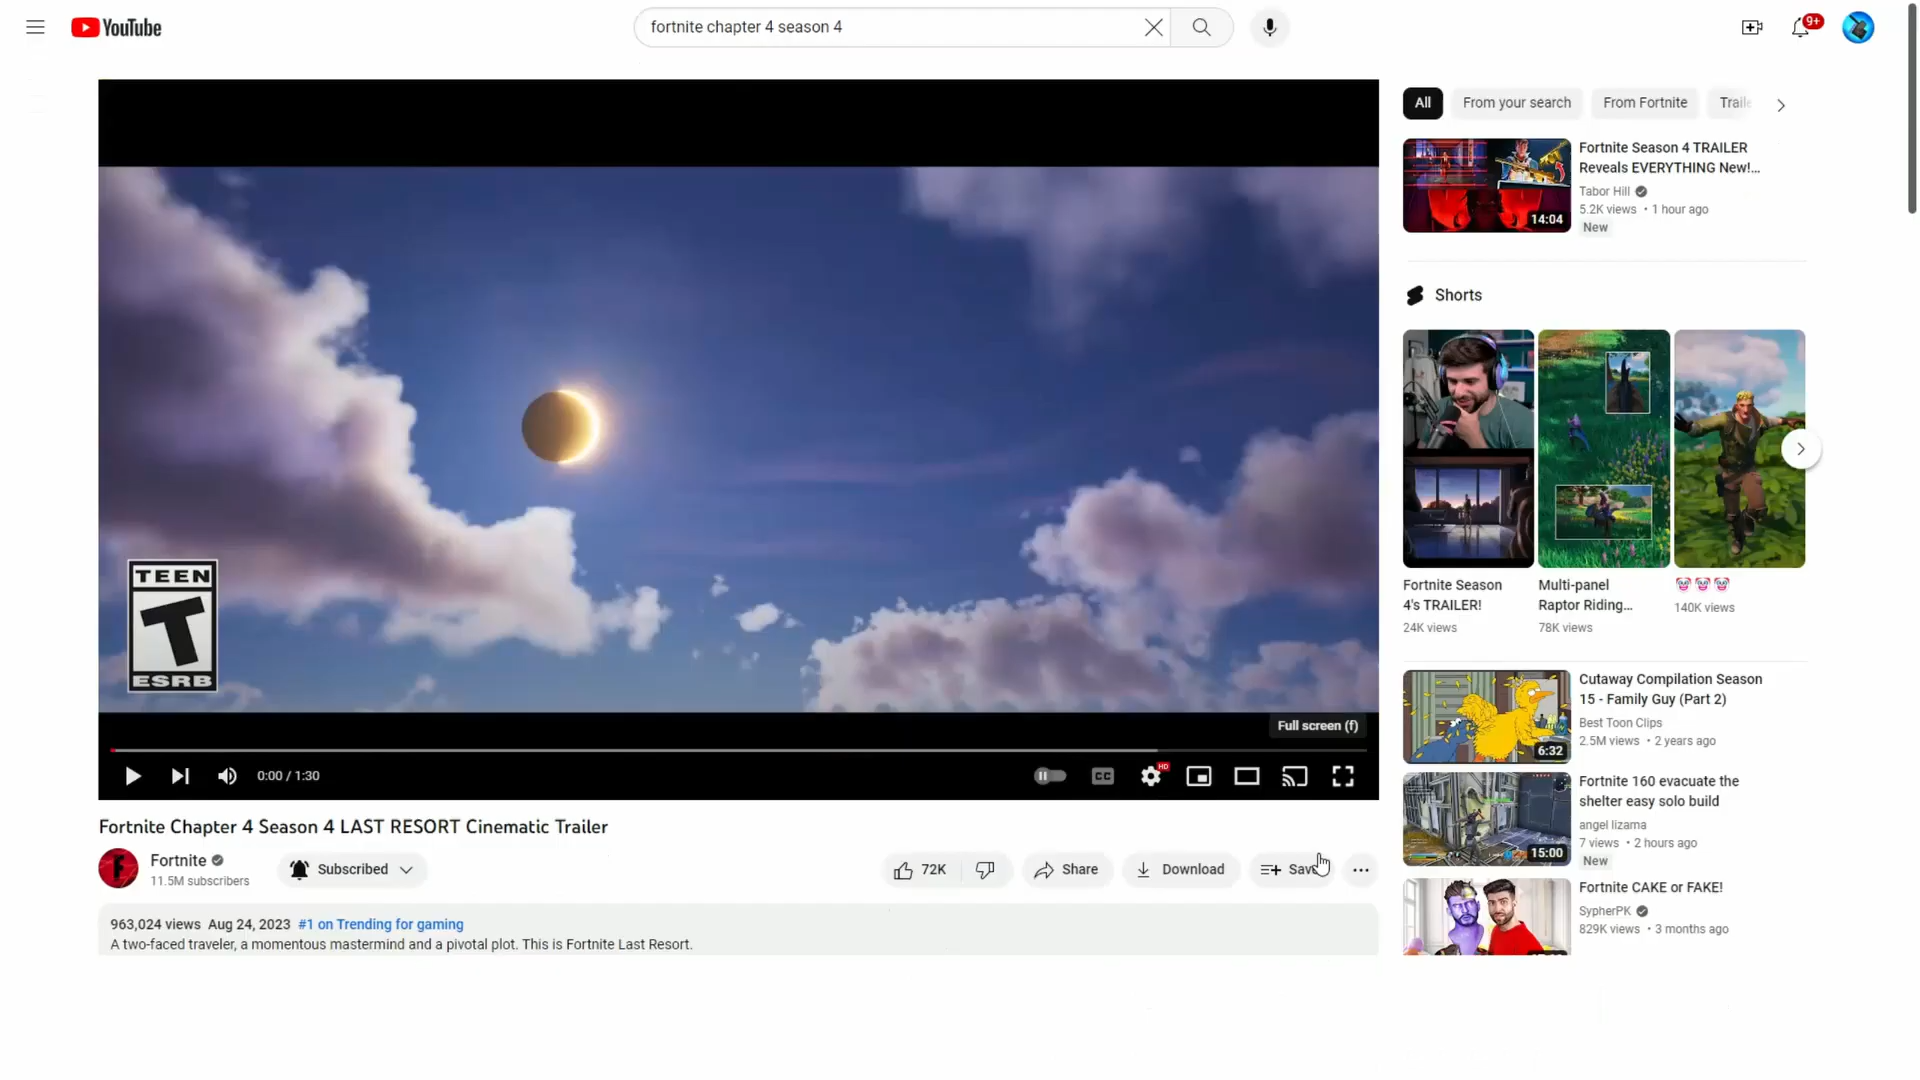 YouTube
fortnite chapter 4 season 4
9+
TEEN
T
ESRB
Full screen (f)
0:00 / 1:30
CC
HD
Fortnite Chapter 4 Season 4 LAST RESORT Cinematic Trailer
Fortnite
11.5M subscribers
Subscribed
72K
Share
Download
Save
963,024 views Aug 24, 2023 #1 on Trending for gaming
A two-faced traveler, a momentous mastermind and a pivotal plot. This is Fortnite Last Resort.
All
From your search
From Fortnite
Traile
14:04
Fortnite Season 4 TRAILER
Reveals EVERYTHING New!...
Tabor Hill
5.2K views • 1 hour ago
New
Shorts
Fortnite Season
4's TRAILER!
24K views
Multi-panel
Raptor Riding...
78K views
🤡 🤡 🤡
140K views
6:32
Cutaway Compilation Season
15 - Family Guy (Part 2)
Best Toon Clips
2.5M views • 2 years ago
15:00
Fortnite 160 evacuate the
shelter easy solo build
angel lizama
7 views • 2 hours ago
New
Fortnite CAKE or FAKE!
SypherPK
829K views • 3 months ago